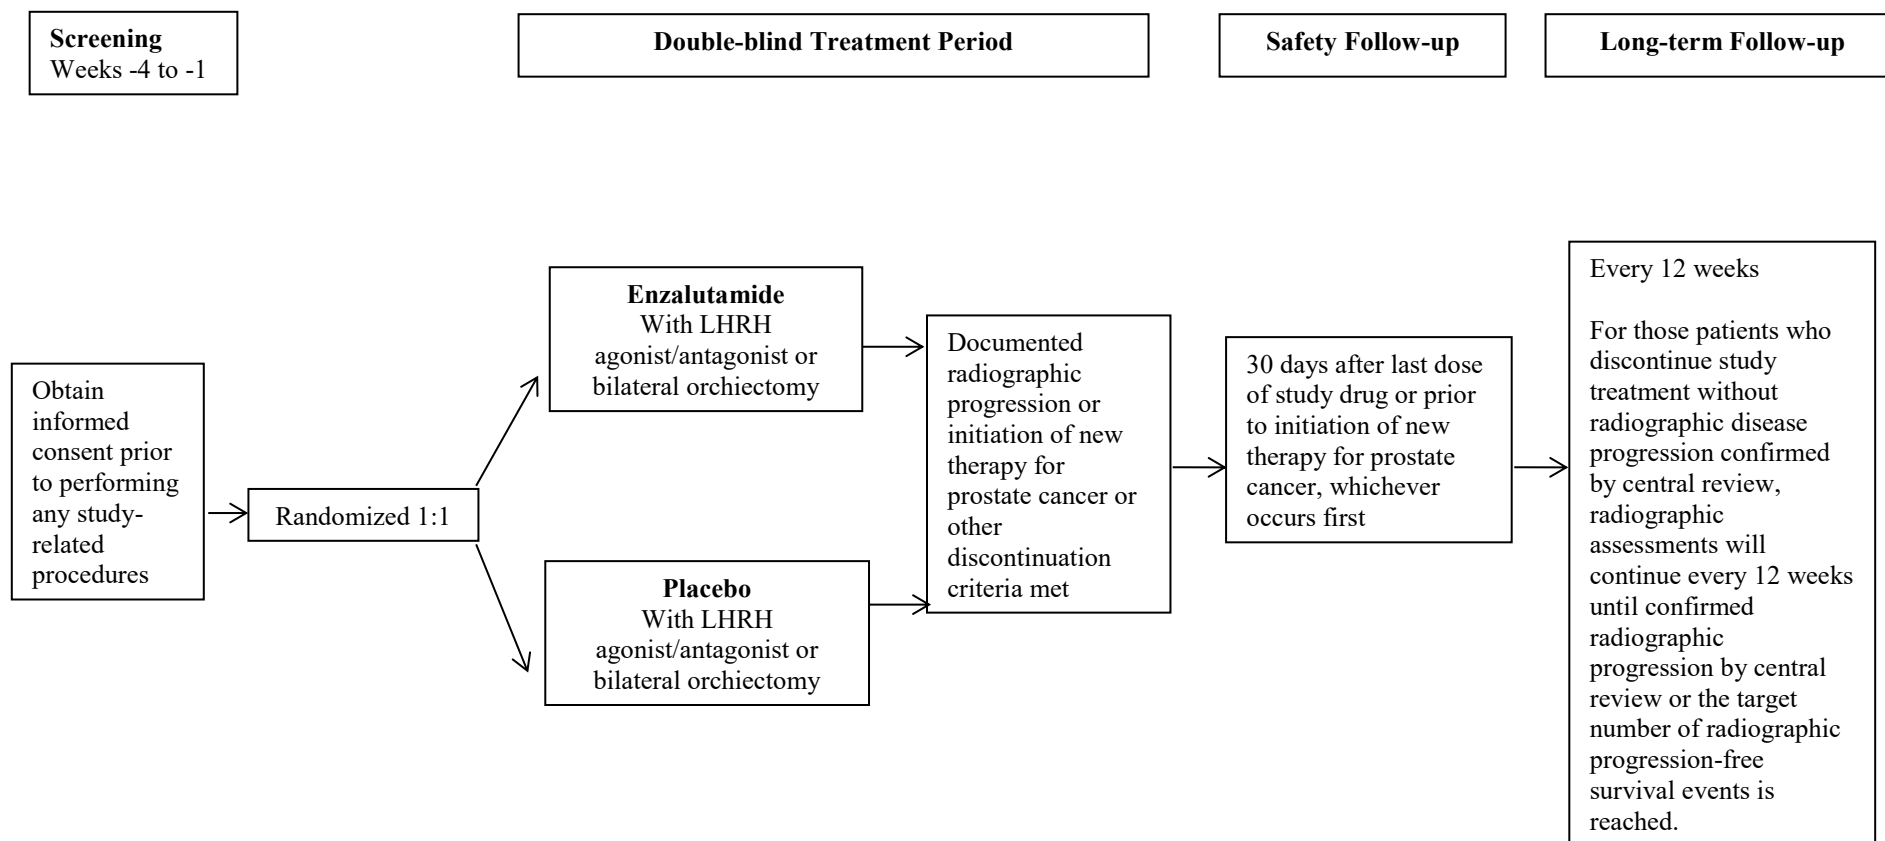 Screening
Weeks -4 to -1
Double-blind Treatment Period
Safety Follow-up
Long-term Follow-up
Obtain
informed
consent prior
to performing
any study-
related
procedures
Randomized 1:1
Enzalutamide
With LHRH
agonist/antagonist or
bilateral orchiectomy
Placebo
With LHRH
agonist/antagonist or
bilateral orchiectomy
Documented
radiographic
progression or
initiation of new
therapy for
prostate cancer or
other
discontinuation
criteria met
30 days after last dose
of study drug or prior
to initiation of new
therapy for prostate
cancer, whichever
occurs first
Every 12 weeks
For those patients who
discontinue study
treatment without
radiographic disease
progression confirmed
by central review,
radiographic
assessments will
continue every 12 weeks
until confirmed
radiographic
progression by central
review or the target
number of radiographic
progression-free
survival events is
reached.